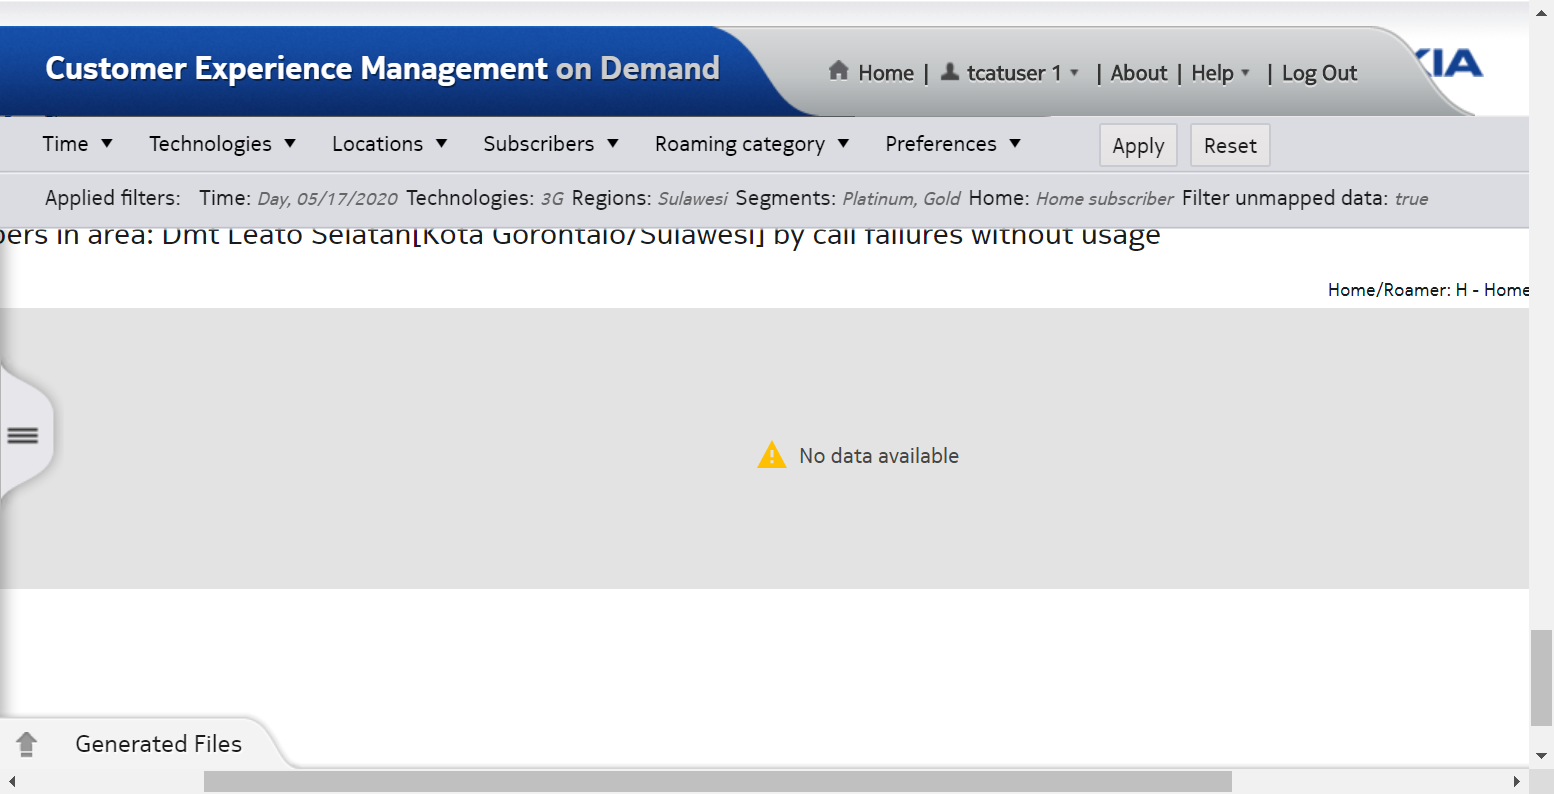 Customer Experience Management on Demand
Home | tcatuser 1 | About | Help | Log Out
KIA
Time Technologies Locations Subscribers Roaming category Preferences Apply Reset
Applied filters: Time: Day, 05/17/2020 Technologies: 3G Regions: Sulawesi Segments: Platinum, Gold Home: Home subscriber Filter unmapped data: true
bers in area: Dmt Leato Selatan[Kota Gorontalo/Sulawesi] by call failures without usage
Home/Roamer: H - Home
No data available
Generated Files